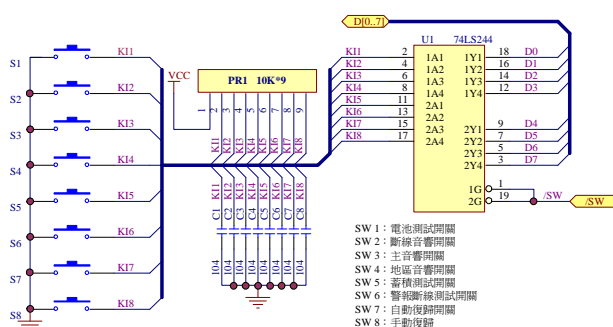 S1
S2
S3
S4
S5
S6
S7
S8
KI1
KI2
KI3
KI4
KI5
KI6
KI7
KI8
VCC
PR1 10K*9
1
2
3
4
5
6
7
8
9
KI1
KI2
KI3
KI4
KI5
KI6
KI7
KI8
C1 KI1
C2 KI2
C3 KI3
C4 KI4
C5 KI5
C6 KI6
C7 KI7
C8 KI8
104
104
104
104
104
104
104
104
D[0..7]
U1 74LS244
KI1 2 1A1 1Y1 18 D0
KI2 4 1A2 1Y2 16 D1
KI3 6 1A3 1Y3 14 D2
KI4 8 1A4 1Y4 12 D3
KI5 11 2A1
KI6 13 2A2 2Y1 9 D4
KI7 15 2A3 2Y2 7 D5
KI8 17 2A4 2Y3 5 D6
2Y4 3 D7
1G 1
2G 19
/SW
/SW
SW 1：電池測試開關
SW 2：斷線音響開關
SW 3：主音響開關
SW 4：地區音響開關
SW 5：蓄積測試開關
SW 6：警報斷線測試開關
SW 7：自動復歸開關
SW 8：手動復歸